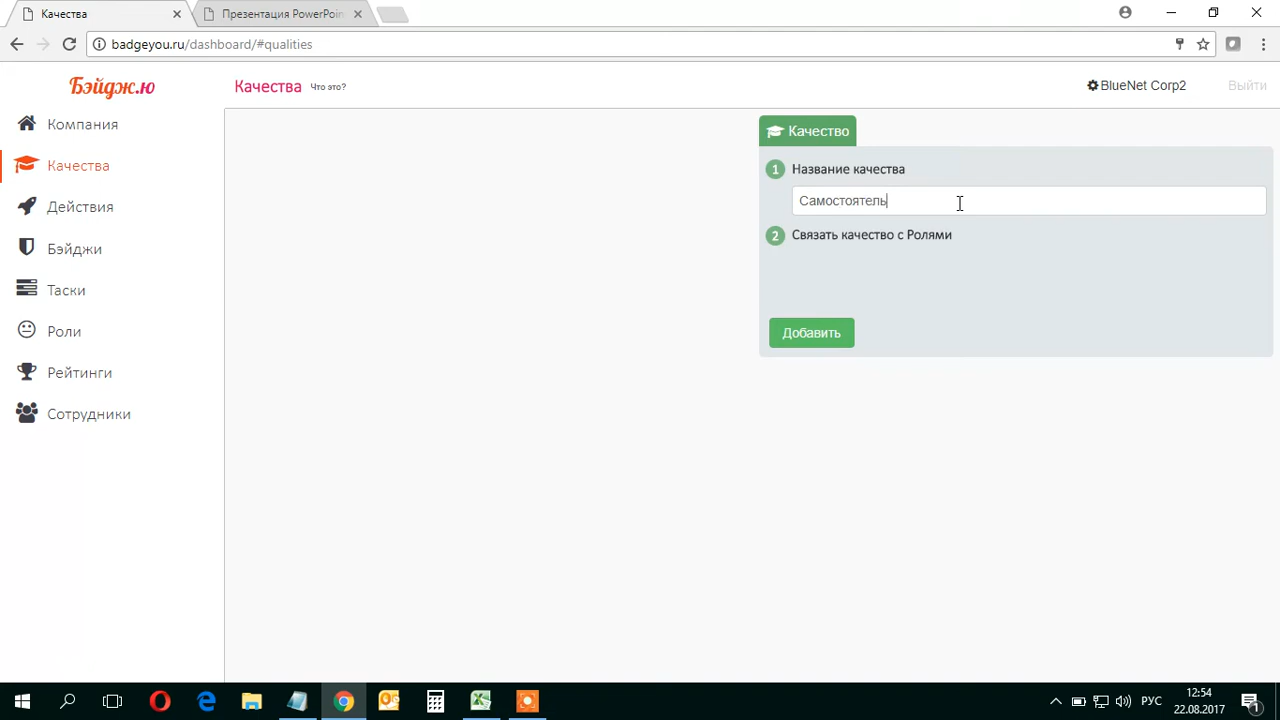 Качества
Презентация PowerPoin
badgeyou.ru/dashboard/#qualities
Бэйдж.ю
Качества Что это?
BlueNet Corp2
Выйти
Компания
Качества
Действия
Бэйджи
Таски
Роли
Рейтинги
Сотрудники
Качество
1 Название качества
Самостоятель
2 Связать качество с Ролями
Добавить
РУС
12:54
22.08.2017
1